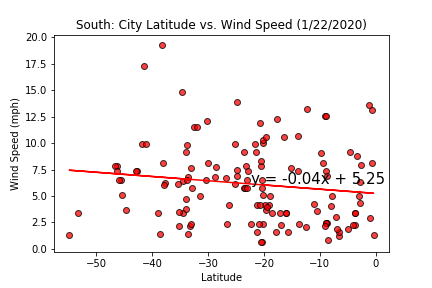 South: City Latitude vs. Wind Speed (1/22/2020)
20.0
17.5
15.0
12.5
10.0
7.5
5.0
2.5
0.0
Wind Speed (mph)
y = -0.04x + 5.25
−50 −40 −30 −20 −10 0
Latitude